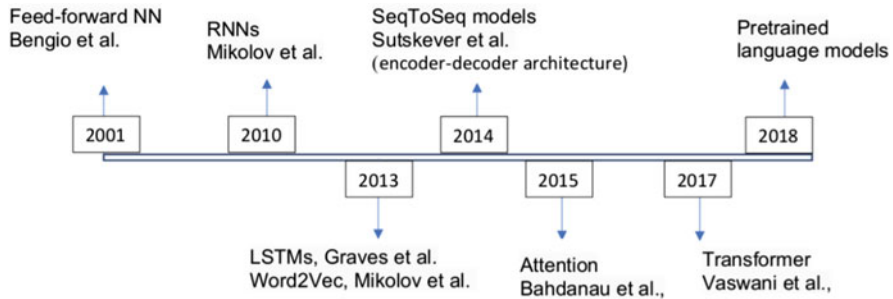 Feed-forward NN
Bengio et al.
RNNs
Mikolov et al.
SeqToSeq models
Sutskever et al.
(encoder-decoder architecture)
Pretrained
language models
2001
2010
2014
2018
2013
2015
2017
LSTMs, Graves et al.
Word2Vec, Mikolov et al.
Attention
Bahdanau et al.,
Transformer
Vaswani et al.,